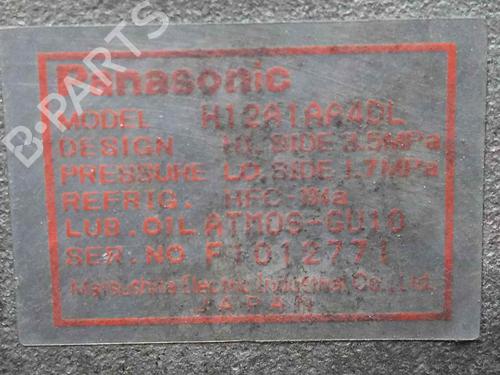 B-PARTS
Panasonic
MODEL H12A1AA4DL
DESIGN HI.SIDE 3.5MPa
PRESSURE LO.SIDE 1.7MPa
REFRIG. HFC-134a
LUB.OIL ATMOS-GU10
SER.NO F1012771
Matsushita Electric Industrial Co.,Ltd.
JAPAN